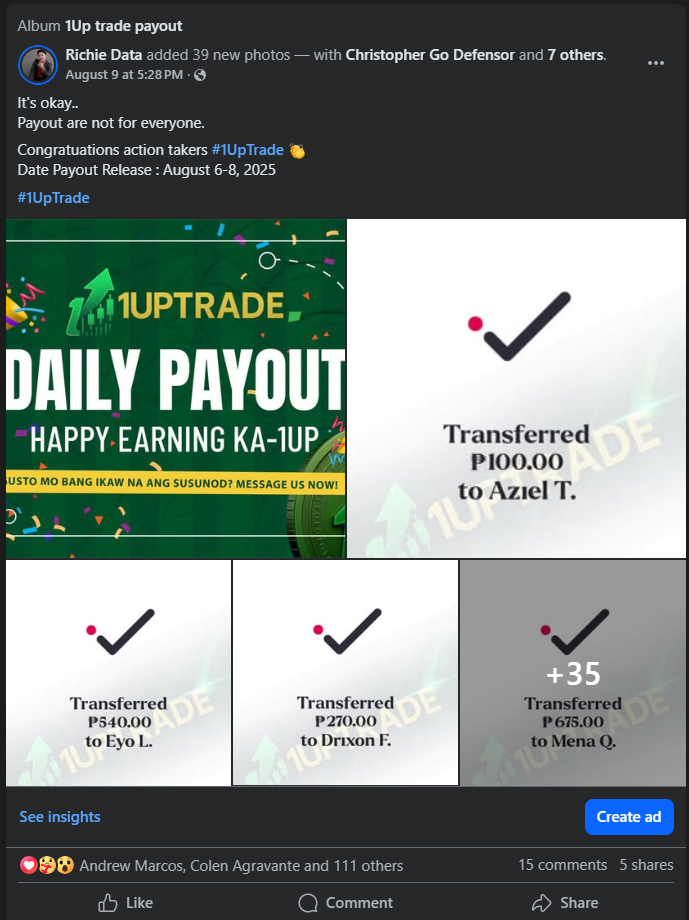 Album 1Up trade payout
Richie Data added 39 new photos — with Christopher Go Defensor and 7 others.
August 9 at 5:28 PM ·
It's okay..
Payout are not for everyone.
Congratuations action takers #1UpTrade 👏
Date Payout Release : August 6-8, 2025
#1UpTrade
1UPTRADE
DAILY PAYOUT
HAPPY EARNING KA-1UP
GUSTO MO BANG IKAW NA ANG SUSUNOD? MESSAGE US NOW!
Transferred
₱100.00
to Aziel T.
1UPTRADE
Transferred
₱540.00
to Eyo L.
1UPTRADE
Transferred
₱270.00
to Drixon F.
1UPTRADE
+35
Transferred
₱675.00
to Mena Q.
1UPTRADE
See insights
Create ad
Andrew Marcos, Colen Agravante and 111 others
15 comments 5 shares
Like
Comment
Share